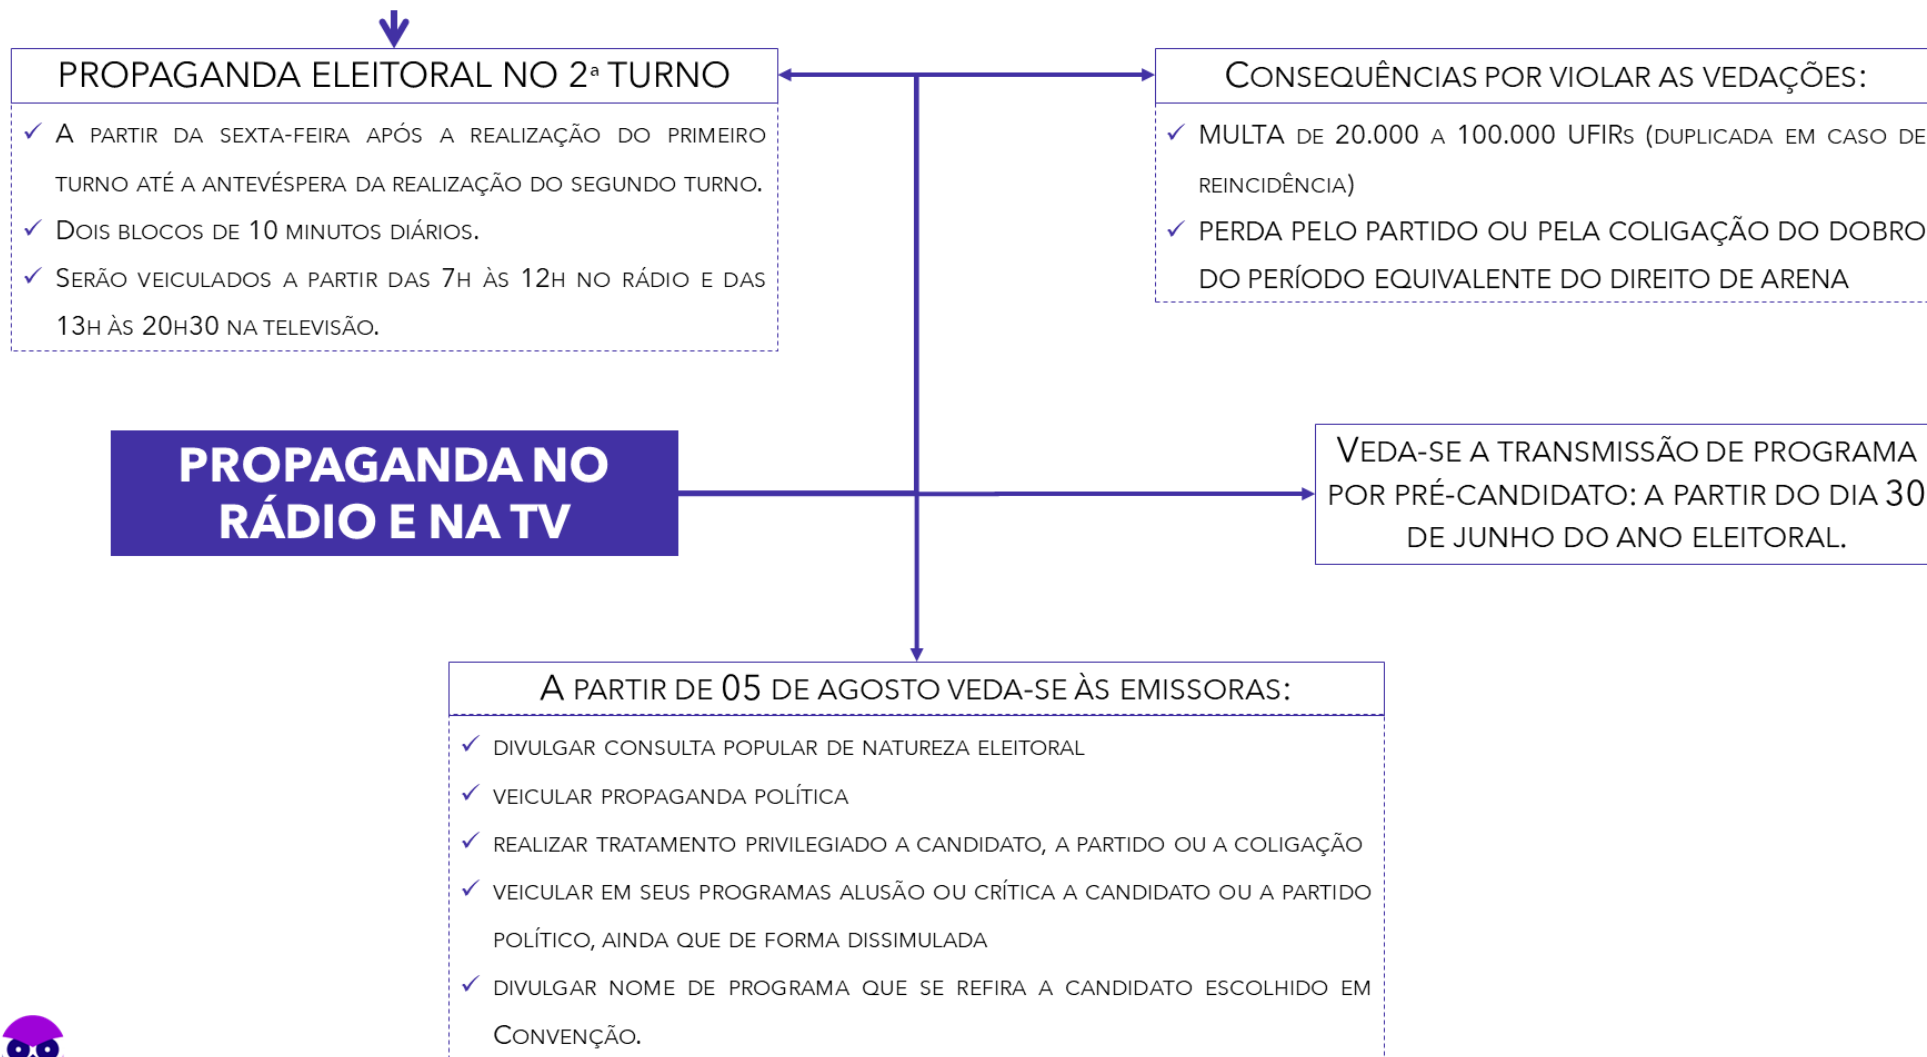 PROPAGANDA ELEITORAL NO 2ª TURNO
✓ A PARTIR DA SEXTA-FEIRA APÓS A REALIZAÇÃO DO PRIMEIRO
TURNO ATÉ A ANTEVÉSPERA DA REALIZAÇÃO DO SEGUNDO TURNO.
✓ DOIS BLOCOS DE 10 MINUTOS DIÁRIOS.
✓ SERÃO VEICULADOS A PARTIR DAS 7H ÀS 12H NO RÁDIO E DAS
13H ÀS 20H30 NA TELEVISÃO.
CONSEQUÊNCIAS POR VIOLAR AS VEDAÇÕES:
✓ MULTA DE 20.000 A 100.000 UFIRS (DUPLICADA EM CASO DE
REINCIDÊNCIA)
✓ PERDA PELO PARTIDO OU PELA COLIGAÇÃO DO DOBRO
DO PERÍODO EQUIVALENTE DO DIREITO DE ARENA
PROPAGANDA NO
RÁDIO E NA TV
VEDA-SE A TRANSMISSÃO DE PROGRAMA
POR PRÉ-CANDIDATO: A PARTIR DO DIA 30
DE JUNHO DO ANO ELEITORAL.
A PARTIR DE 05 DE AGOSTO VEDA-SE ÀS EMISSORAS:
✓ DIVULGAR CONSULTA POPULAR DE NATUREZA ELEITORAL
✓ VEICULAR PROPAGANDA POLÍTICA
✓ REALIZAR TRATAMENTO PRIVILEGIADO A CANDIDATO, A PARTIDO OU A COLIGAÇÃO
✓ VEICULAR EM SEUS PROGRAMAS ALUSÃO OU CRÍTICA A CANDIDATO OU A PARTIDO
POLÍTICO, AINDA QUE DE FORMA DISSIMULADA
✓ DIVULGAR NOME DE PROGRAMA QUE SE REFIRA A CANDIDATO ESCOLHIDO EM
CONVENÇÃO.